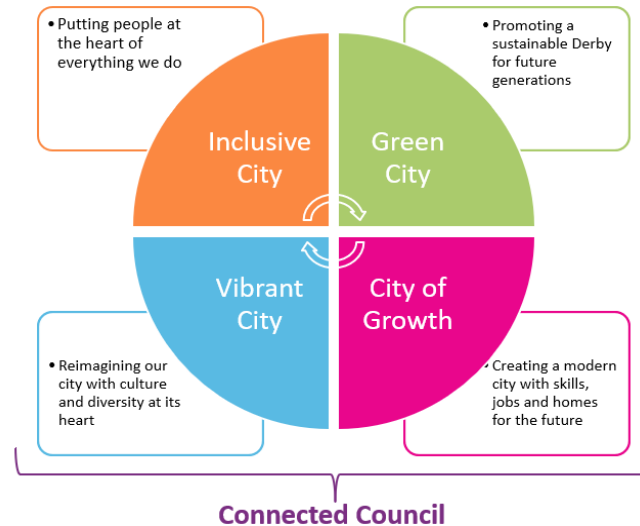 • Putting people at
the heart of
everything we do
• Promoting a
sustainable Derby
for future
generations
Inclusive
City
Green
City
Vibrant
City
City of
Growth
• Reimagining our
city with culture
and diversity at its
heart
• Creating a modern
city with skills,
jobs and homes
for the future
Connected Council